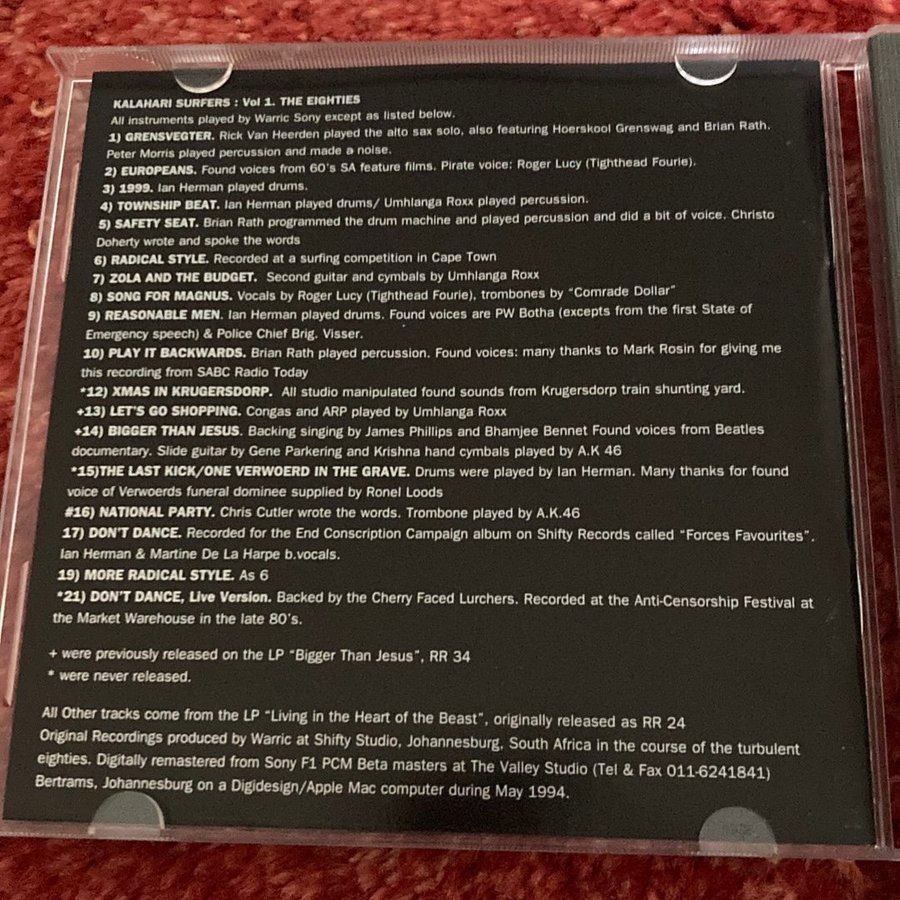 KALAHARI SURFERS : Vol 1. THE EIGHTIES
All instruments played by Warric Sony except as listed below.
1) GRENSVEGTER. Rick Van Heerden played the alto sax solo, also featuring Hoerskool Grenswag and Brian Rath.
Peter Morris played percussion and made a noise.
2) EUROPEANS. Found voices from 60's SA feature films. Pirate voice: Roger Lucy (Tighthead Fourie).
3) 1999. Ian Herman played drums.
4) TOWNSHIP BEAT. Ian Herman played drums/ Umhlanga Roxx played percussion.
5) SAFETY SEAT. Brian Rath programmed the drum machine and played percussion and did a bit of voice. Christo
Doherty wrote and spoke the words
6) RADICAL STYLE. Recorded at a surfing competition in Cape Town
7) ZOLA AND THE BUDGET. Second guitar and cymbals by Umhlanga Roxx
8) SONG FOR MAGNUS. Vocals by Roger Lucy (Tighthead Fourie), trombones by "Comrade Dollar"
9) REASONABLE MEN. Ian Herman played drums. Found voices are PW Botha (excepts from the first State of
Emergency speech) & Police Chief Brig. Visser.
10) PLAY IT BACKWARDS. Brian Rath played percussion. Found voices: many thanks to Mark Rosin for giving me
this recording from SABC Radio Today
*12) XMAS IN KRUGERSDORP. All studio manipulated found sounds from Krugersdorp train shunting yard.
+13) LET'S GO SHOPPING. Congas and ARP played by Umhlanga Roxx
+14) BIGGER THAN JESUS. Backing singing by James Phillips and Bhamjee Bennet Found voices from Beatles
documentary. Slide guitar by Gene Parkering and Krishna hand cymbals played by A.K 46
*15)THE LAST KICK/ONE VERWOERD IN THE GRAVE. Drums were played by Ian Herman. Many thanks for found
voice of Verwoerds funeral dominee supplied by Ronel Loods
#16) NATIONAL PARTY. Chris Cutler wrote the words. Trombone played by A.K.46
17) DON'T DANCE. Recorded for the End Conscription Campaign album on Shifty Records called "Forces Favourites".
Ian Herman & Martine De La Harpe b.vocals.
19) MORE RADICAL STYLE. As 6
*21) DON'T DANCE, Live Version. Backed by the Cherry Faced Lurchers. Recorded at the Anti-Censorship Festival at
the Market Warehouse in the late 80's.
+ were previously released on the LP "Bigger Than Jesus", RR 34
* were never released.
All Other tracks come from the LP "Living in the Heart of the Beast", originally released as RR 24
Original Recordings produced by Warric at Shifty Studio, Johannesburg, South Africa in the course of the turbulent
eighties. Digitally remastered from Sony F1 PCM Beta masters at The Valley Studio (Tel & Fax 011-6241841)
Bertrams, Johannesburg on a Digidesign/Apple Mac computer during May 1994.